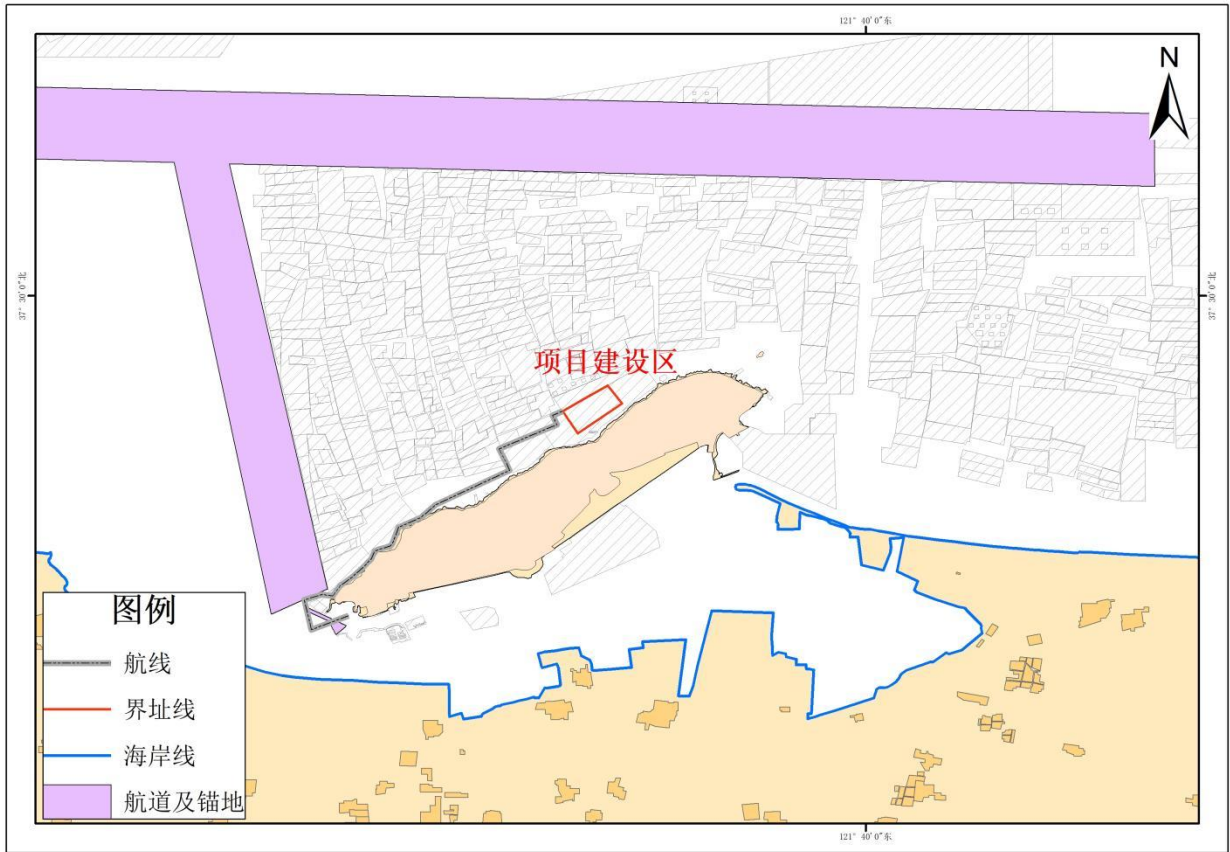 121° 40′ 0″东
N
37° 30′ 0″北
37° 30′ 0″北
项目建设区
图例
航线
界址线
海岸线
航道及锚地
121° 40′ 0″东